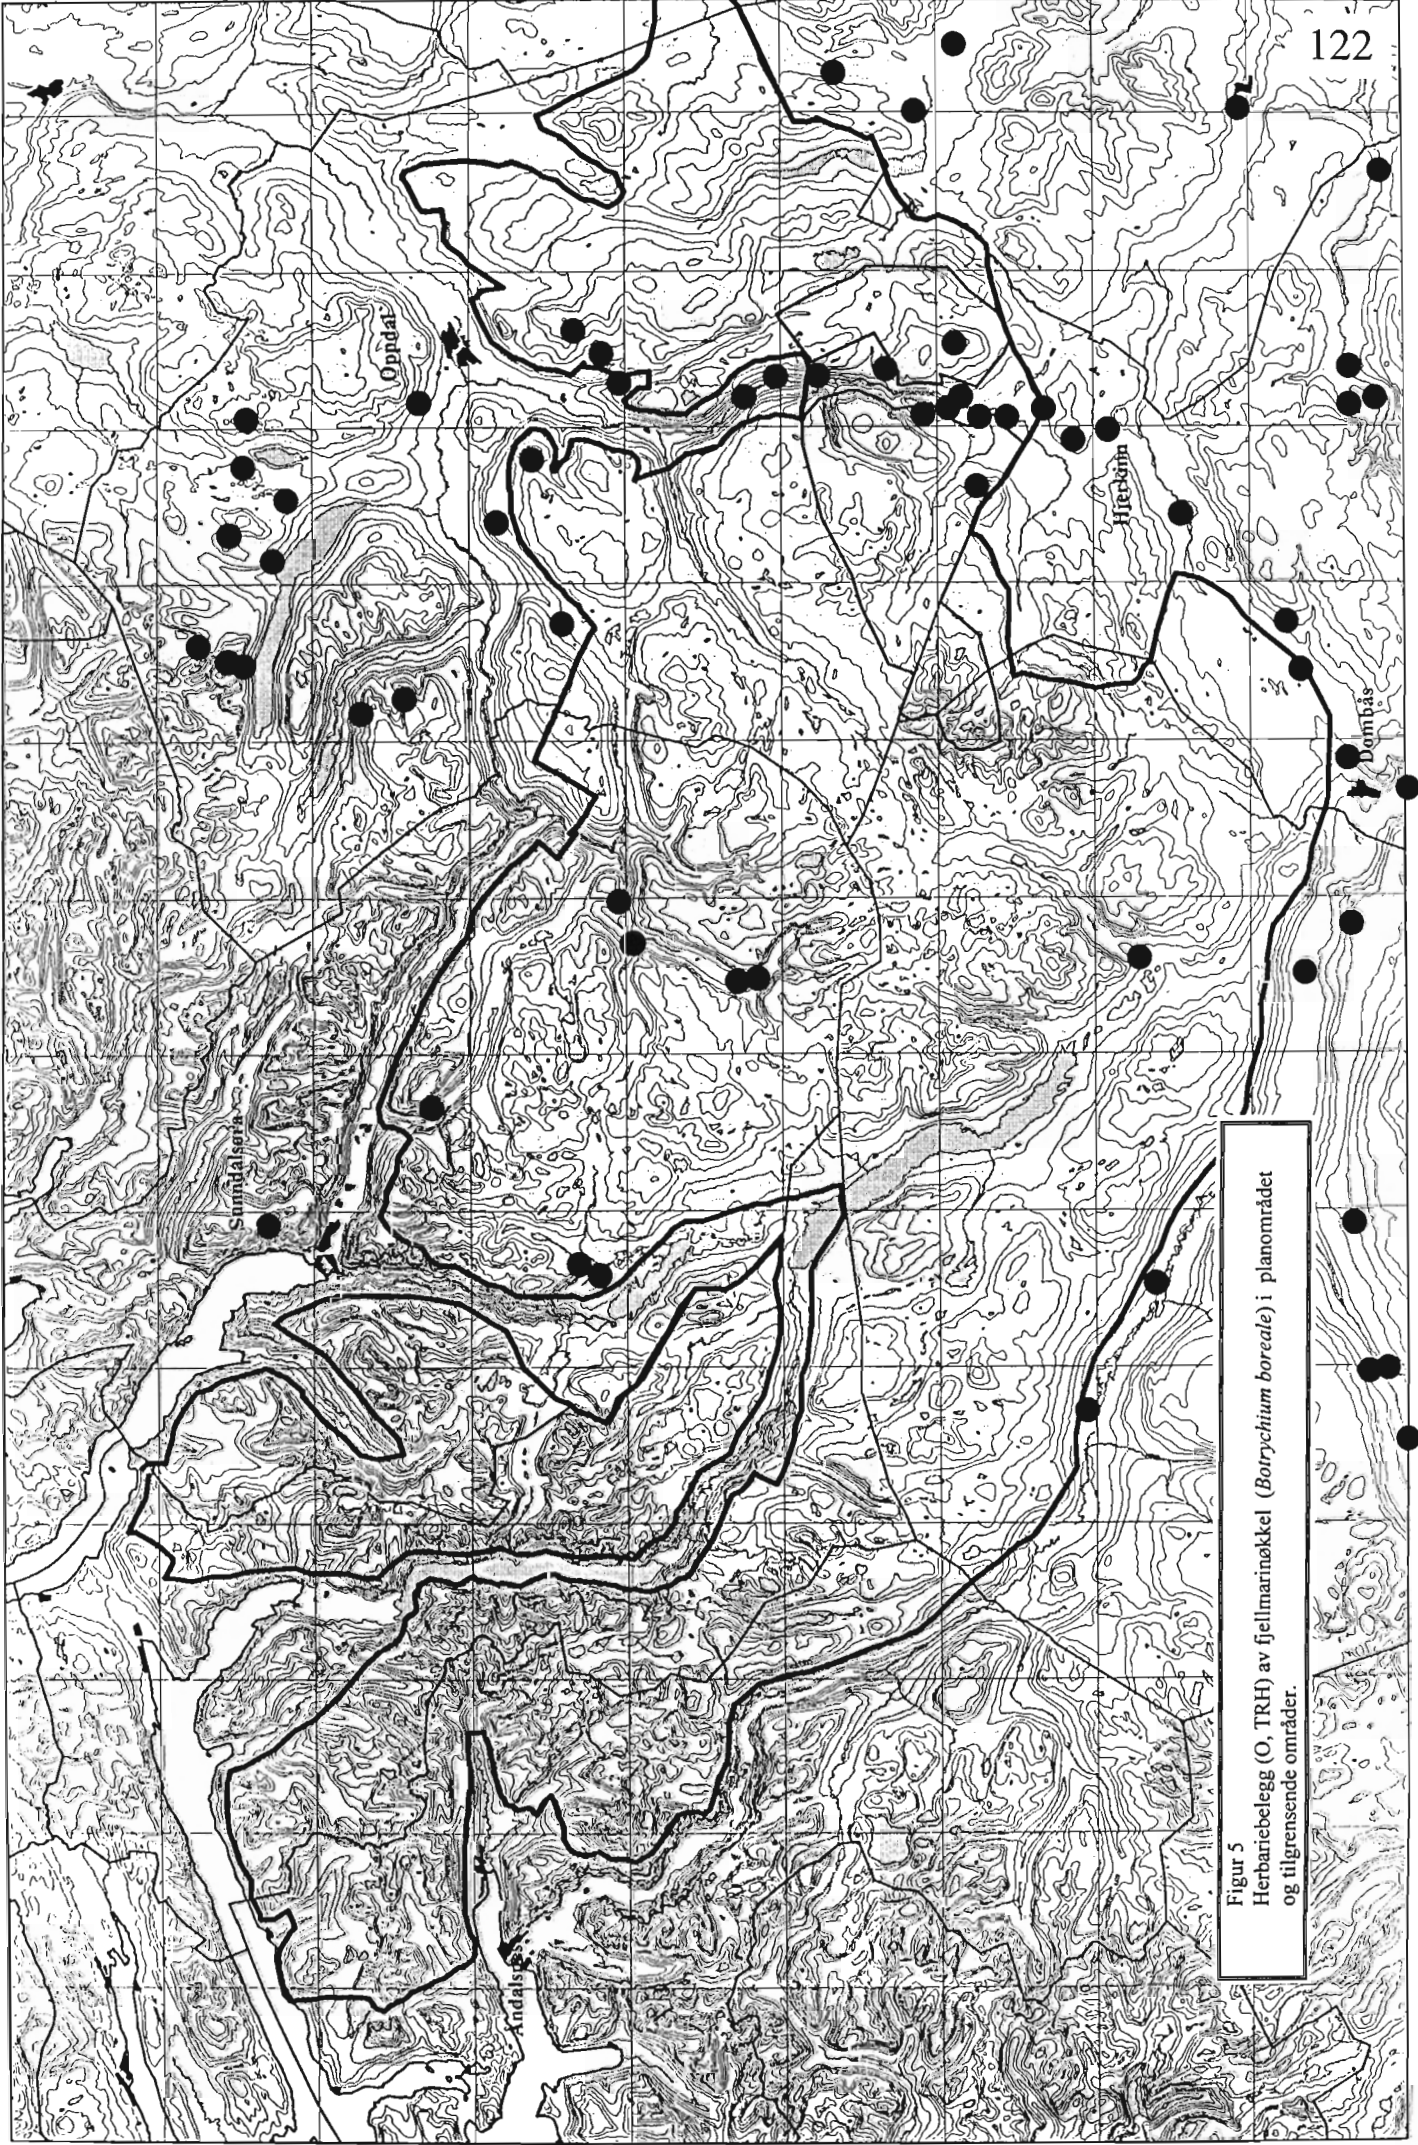 122
Oppdal
Sunndalsøra
Åndalsnes
Hjerkinn
Dombås
Figur 5
Herbariebelegg (O, TRH) av fjellmarinøkkel (Botrychium boreale) i planområdet
og tilgrensende områder.